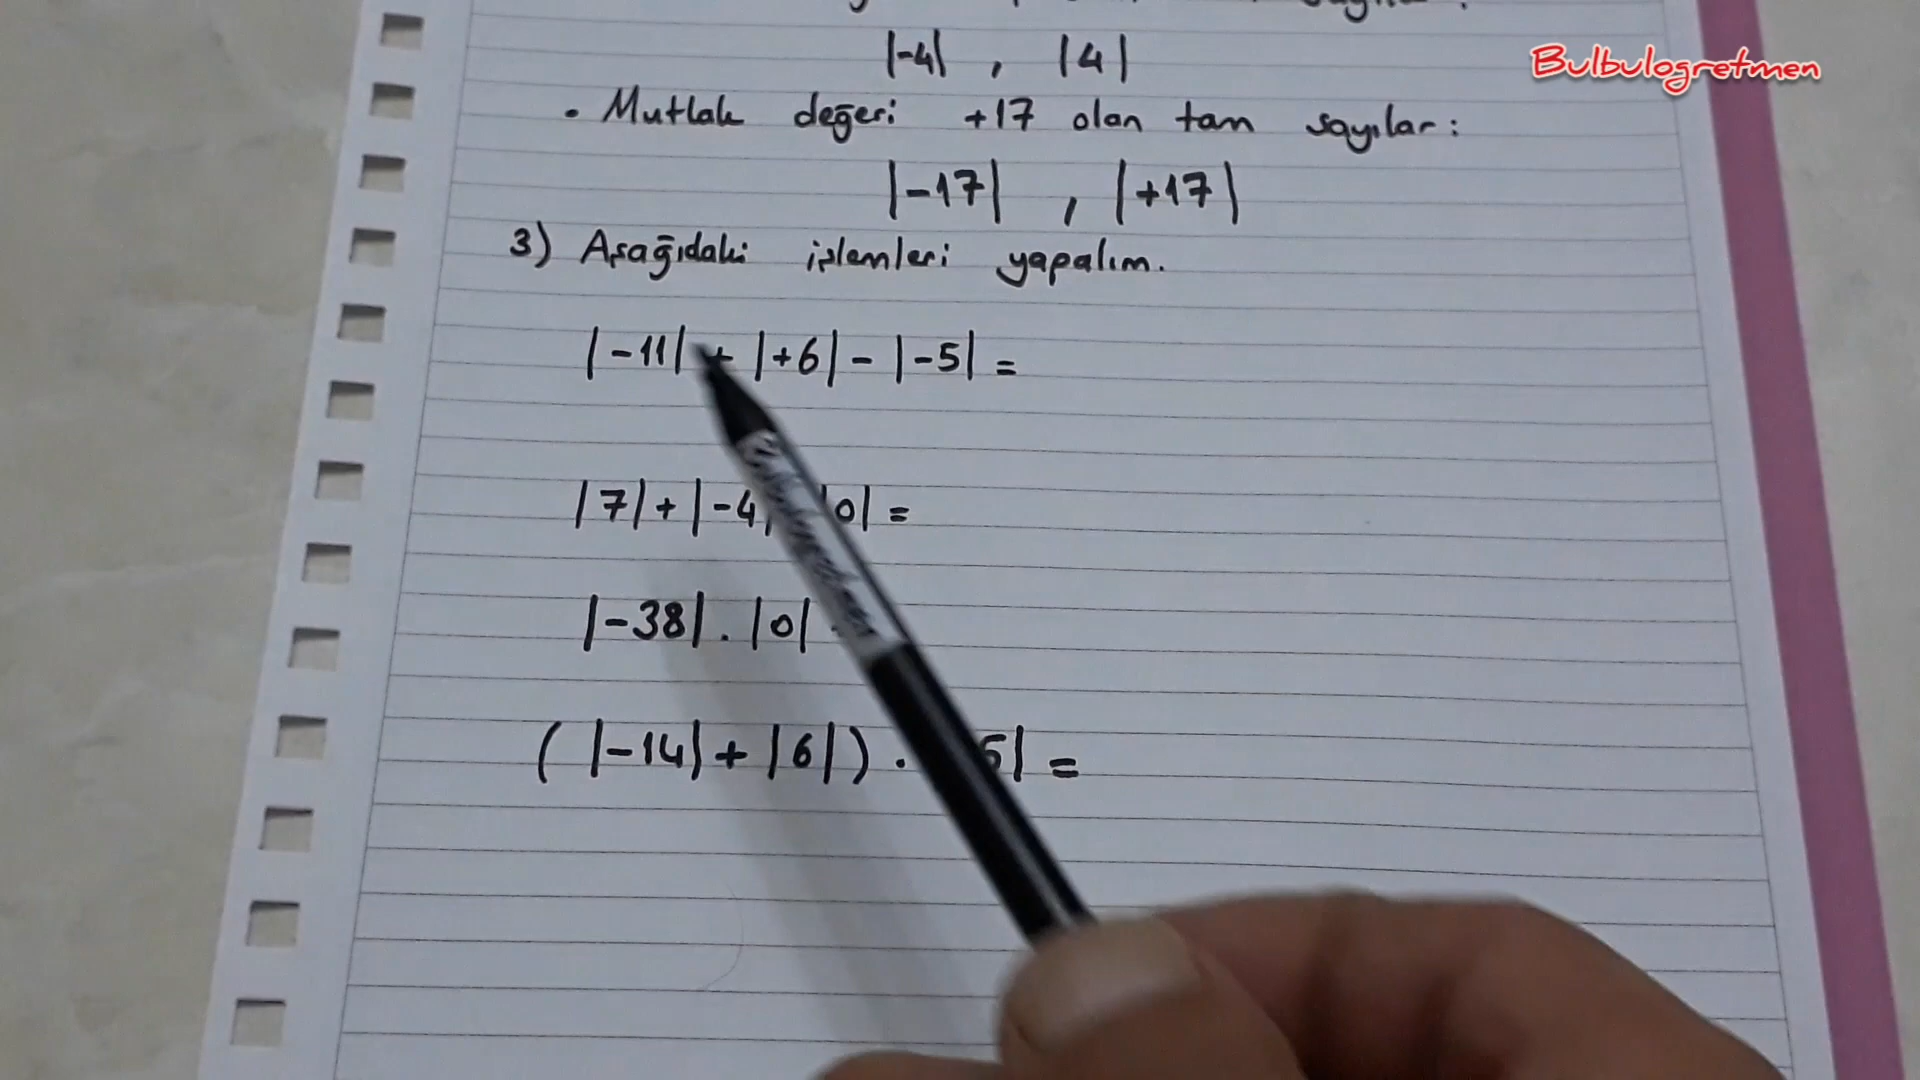 |-4| , |4|
Bulbulogretmen
• Mutlak değeri +17 olan tam sayılar:
|-17| , |+17|
3) Aşağıdaki işlemleri yapalım.
|-11| + |+6| - |-5| =
|7| + |-4| |0| =
|-38| . |0|
( |-14| + |6| ) . 5| =